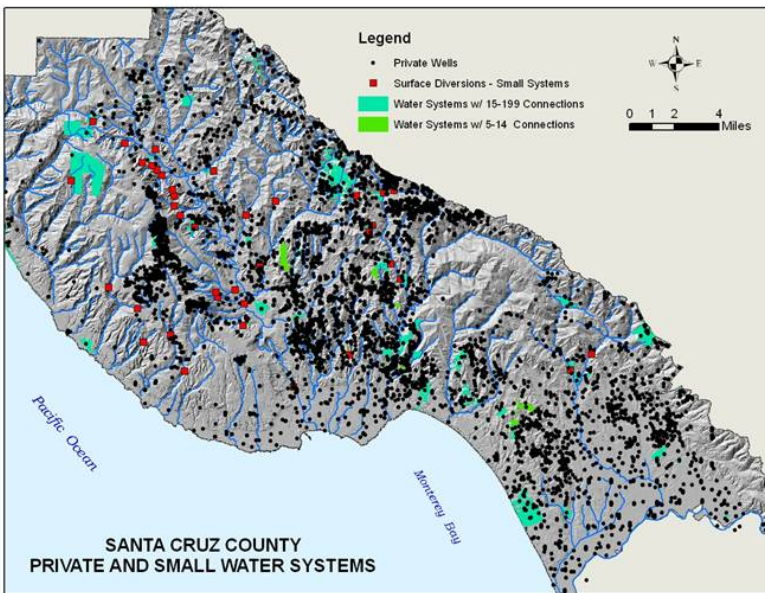 Legend
Private Wells
Surface Diversions - Small Systems
Water Systems w/ 15-199 Connections
Water Systems w/ 5-14 Connections
N
W E
S
0 1 2 4
Miles
Pacific Ocean
Monterey Bay
SANTA CRUZ COUNTY
PRIVATE AND SMALL WATER SYSTEMS